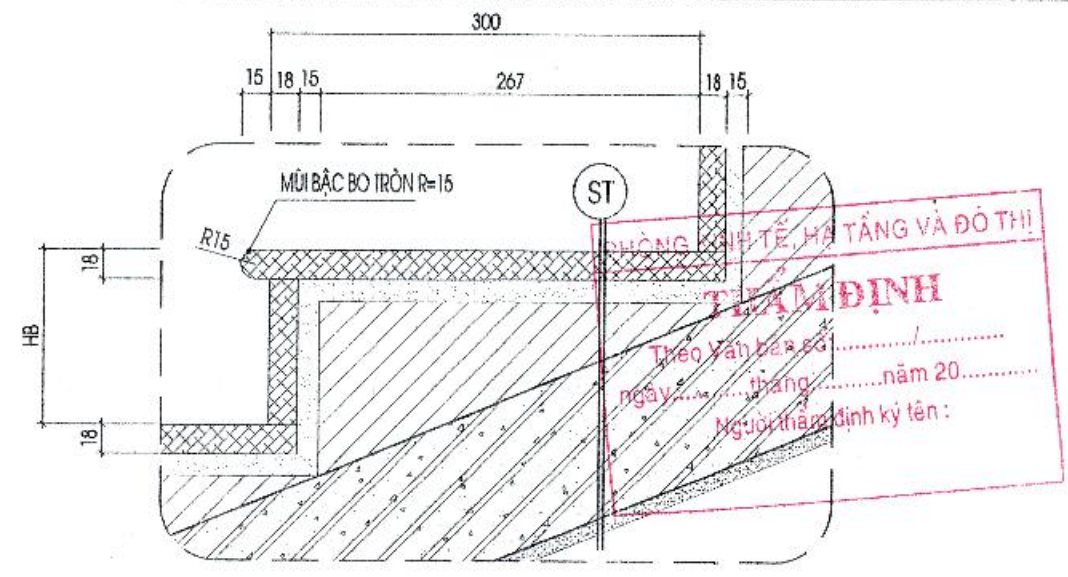 300
15 18 15 267 18 15
MŨI BẬC BO TRÒN R=15
ST
R15
18
HB
18
PHÒNG KINH TẾ, HẠ TẦNG VÀ ĐÔ THỊ
THẨM ĐỊNH
Theo Văn bản số............/............
ngày............tháng............năm 20............
Người thẩm định ký tên :